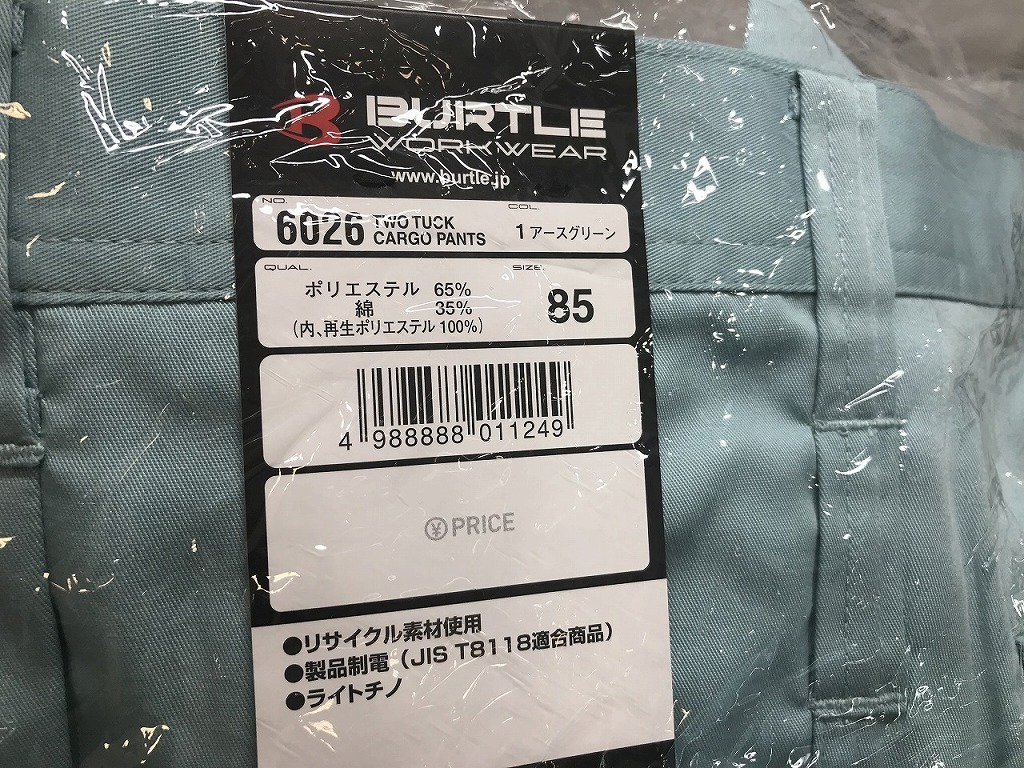 B BURTLE
WORKWEAR
www.burtle.jp
NO.
6026 TWO TUCK
CARGO PANTS
COL.
1 アースグリーン
QUAL.
ポリエステル 65%
綿 35%
(内、再生ポリエステル 100%)
SIZE.
85
4 988888 011249
¥ PRICE
●リサイクル素材使用
●製品制電（JIS T8118適合商品）
●ライトチノ